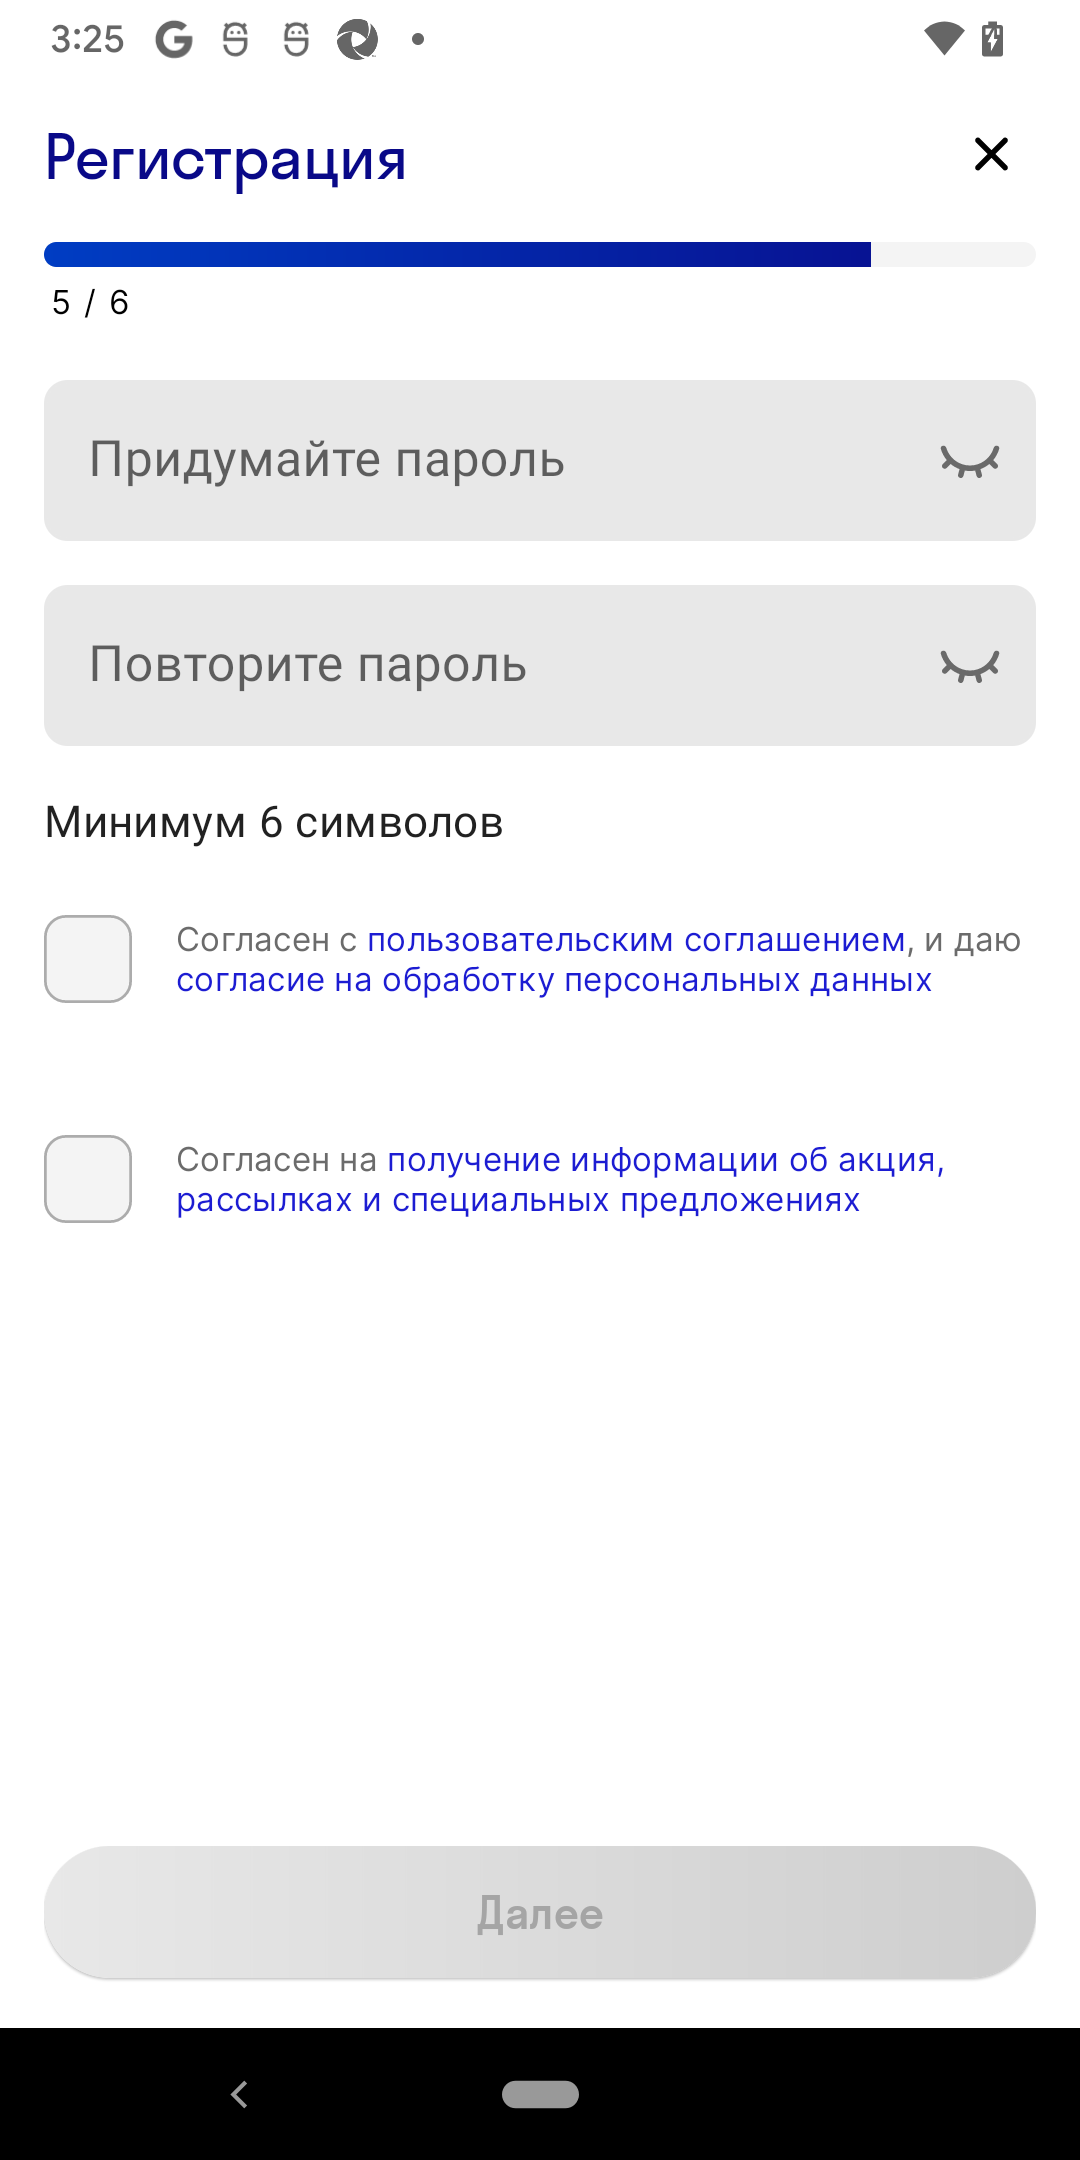 3:25
Регистрация
5 / 6
Придумайте пароль
Повторите пароль
Минимум 6 символов
Согласен с пользовательским соглашением, и даю
согласие на обработку персональных данных
Согласен на получение информации об акция,
рассылках и специальных предложениях
Далее